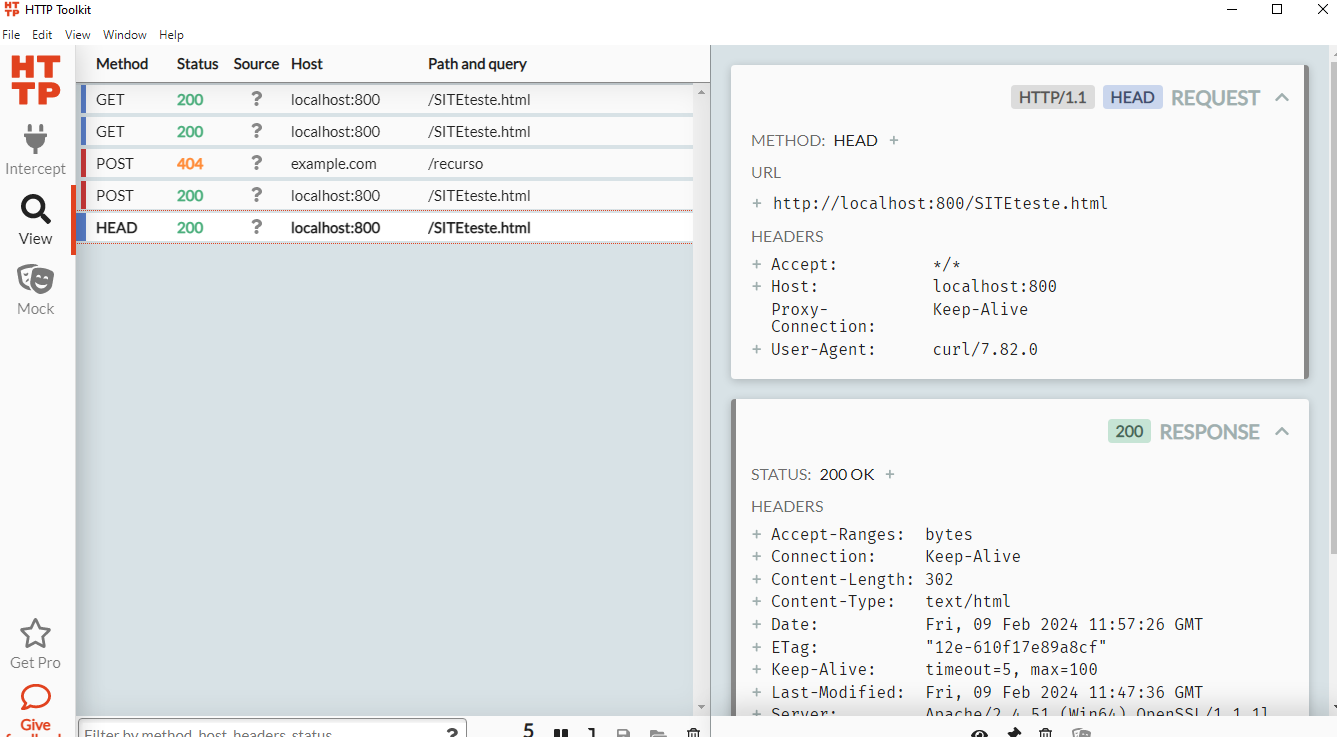 HTTP Toolkit
File Edit View Window Help
HT
TP
Intercept
View
Mock
Get Pro
Give
Method Status Source Host Path and query
GET 200 ? localhost:800 /SITEteste.html
GET 200 ? localhost:800 /SITEteste.html
POST 404 ? example.com /recurso
POST 200 ? localhost:800 /SITEteste.html
HEAD 200 ? localhost:800 /SITEteste.html
Filter by method, host, headers, status... ?
5
HTTP/1.1 HEAD REQUEST
METHOD: HEAD +
URL
+ http://localhost:800/SITEteste.html
HEADERS
+ Accept: */*
+ Host: localhost:800
Proxy- Keep-Alive
Connection:
+ User-Agent: curl/7.82.0
200 RESPONSE
STATUS: 200 OK +
HEADERS
+ Accept-Ranges: bytes
+ Connection: Keep-Alive
+ Content-Length: 302
+ Content-Type: text/html
+ Date: Fri, 09 Feb 2024 11:57:26 GMT
+ ETag: "12e-610f17e89a8cf"
+ Keep-Alive: timeout=5, max=100
+ Last-Modified: Fri, 09 Feb 2024 11:47:36 GMT
+ Server: Apache/2.4.51 (Win64) OpenSSL/1.1.1l